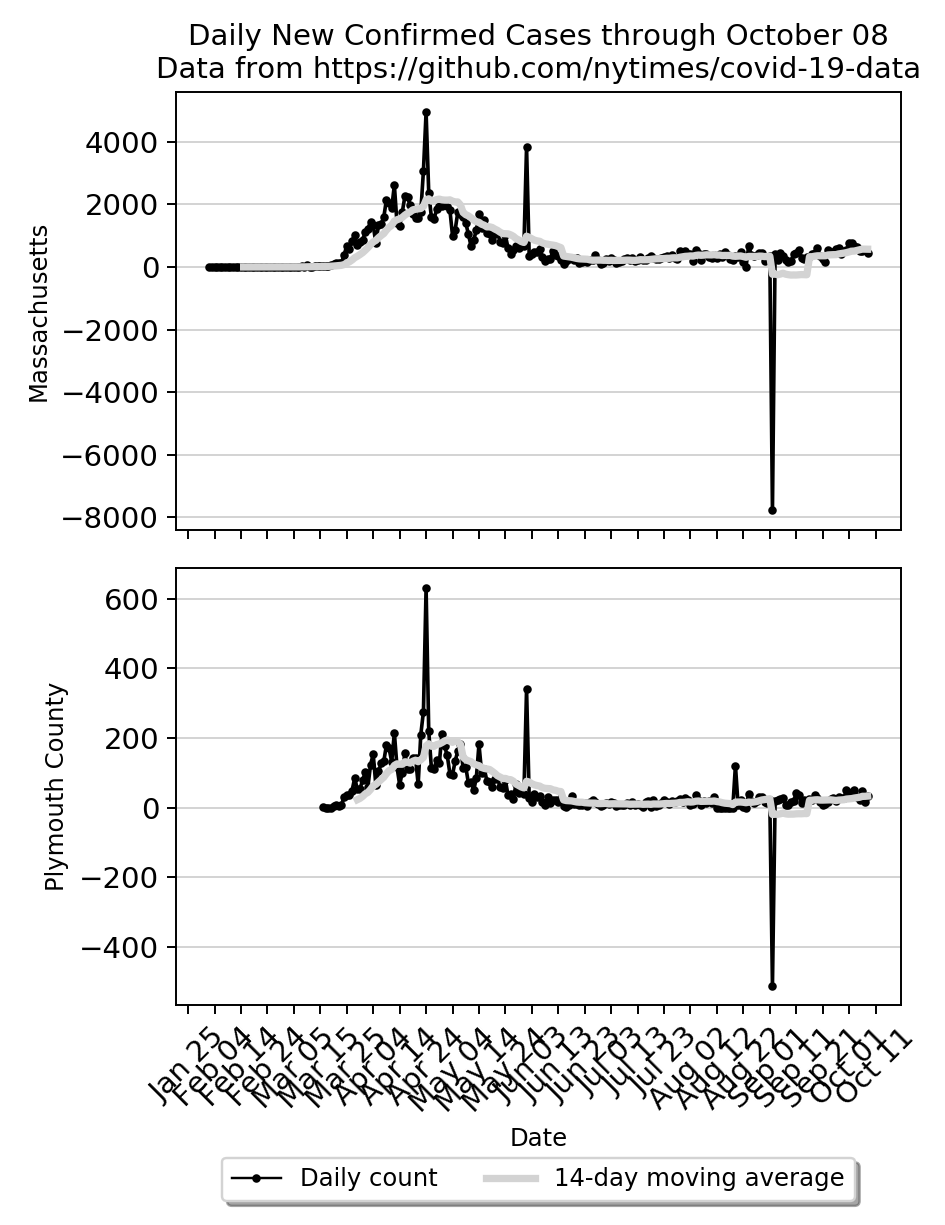 Daily New Confirmed Cases through October 08
Data from https://github.com/nytimes/covid-19-data
Massachusetts
4000
2000
0
−2000
−4000
−6000
−8000
Plymouth County
600
400
200
0
−200
−400
Jan 25
Feb 04
Feb 14
Feb 24
Mar 05
Mar 15
Mar 25
Apr 04
Apr 14
Apr 24
May 04
May 14
May 24
Jun 03
Jun 13
Jun 23
Jul 03
Jul 13
Jul 23
Aug 02
Aug 12
Aug 22
Sep 01
Sep 11
Sep 21
Oct 01
Oct 11
Date
Daily count
14-day moving average